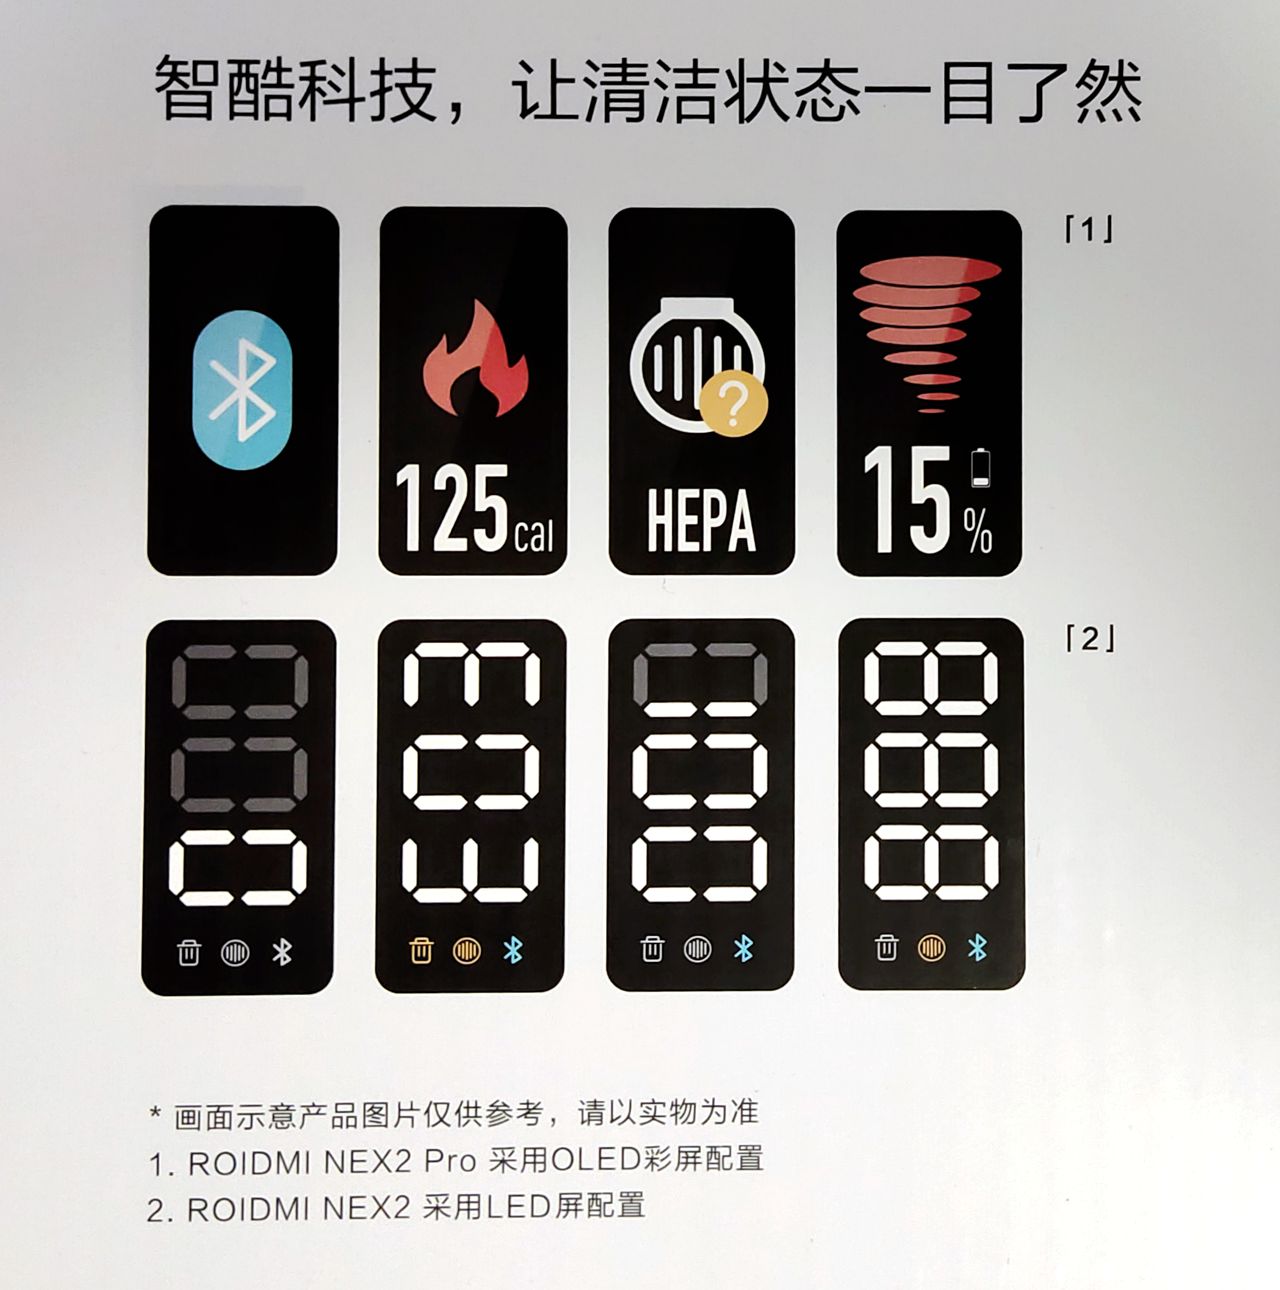 智酷科技，让清洁状态一目了然
「1」
125cal
HEPA
15%
「2」
* 画面示意产品图片仅供参考，请以实物为准
1. ROIDMI NEX2 Pro 采用OLED彩屏配置
2. ROIDMI NEX2 采用LED屏配置